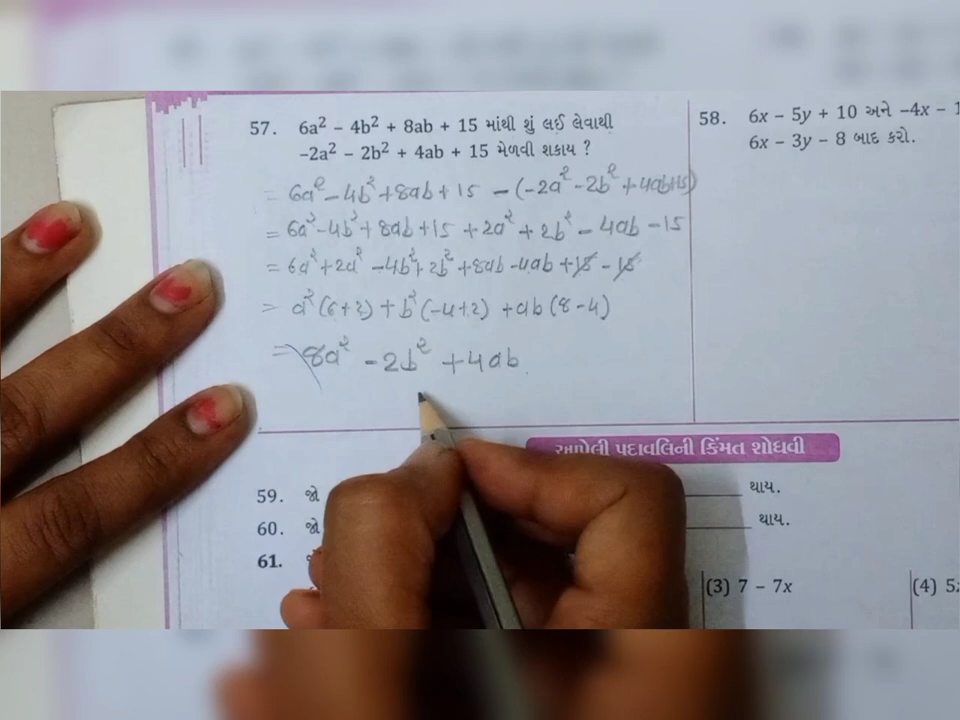 57. 6a² – 4b² + 8ab + 15 માંથી શું લઈ લેવાથી
–2a² – 2b² + 4ab + 15 મેળવી શકાય ?
= 6a² – 4b² + 8ab + 15 – (-2a² - 2b² + 4ab+15)
= 6a² - 4b² + 8ab + 15 + 2a² + 2b² – 4ab – 15
= 6a² + 2a² – 4b² + 2b² + 8ab – 4ab + 15 – 15
= a² (6+2) + b² (-4+2) + ab (8-4)
= 8a² – 2b² + 4ab.
58. 6x – 5y + 10 અને –4x –
6x – 3y – 8 બાદ કરો.
આપેલી પદાવલિની કિંમત શોધવી
59. જો થાય.
60. જો થાય.
61.
(3) 7 – 7x
(4)